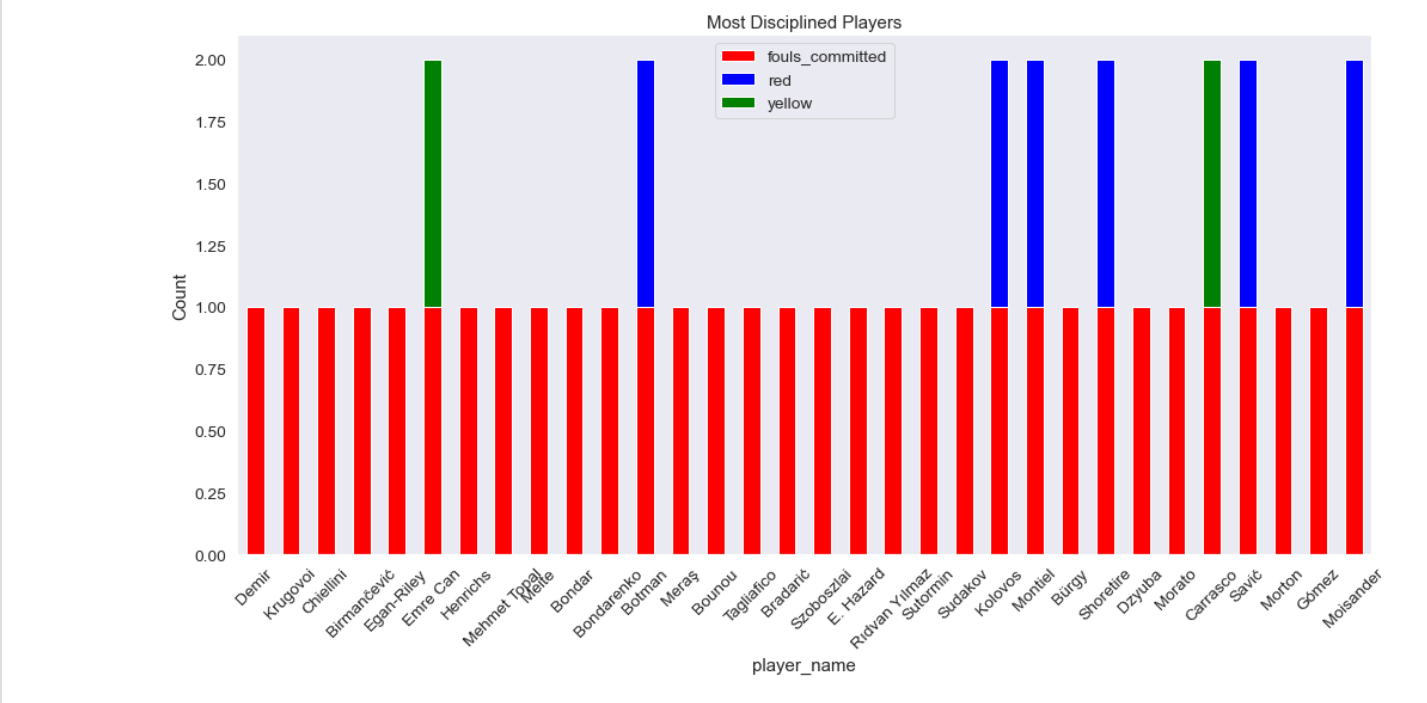 Most Disciplined Players
fouls_committed
red
yellow
2.00
1.75
1.50
1.25
1.00
0.75
0.50
0.25
0.00
Count
Demir
Krugovoi
Chiellini
Birmančević
Egan-Riley
Emre Can
Henrichs
Mehmet Topal
Meïte
Bondar
Bondarenko
Botman
Meraş
Bounou
Tagliafico
Bradarić
Szoboszlai
E. Hazard
Rıdvan Yılmaz
Sutormin
Sudakov
Kolovos
Montiel
Bürgy
Shoretire
Dzyuba
Morato
Carrasco
Savić
Morton
Gómez
Moisander
player_name